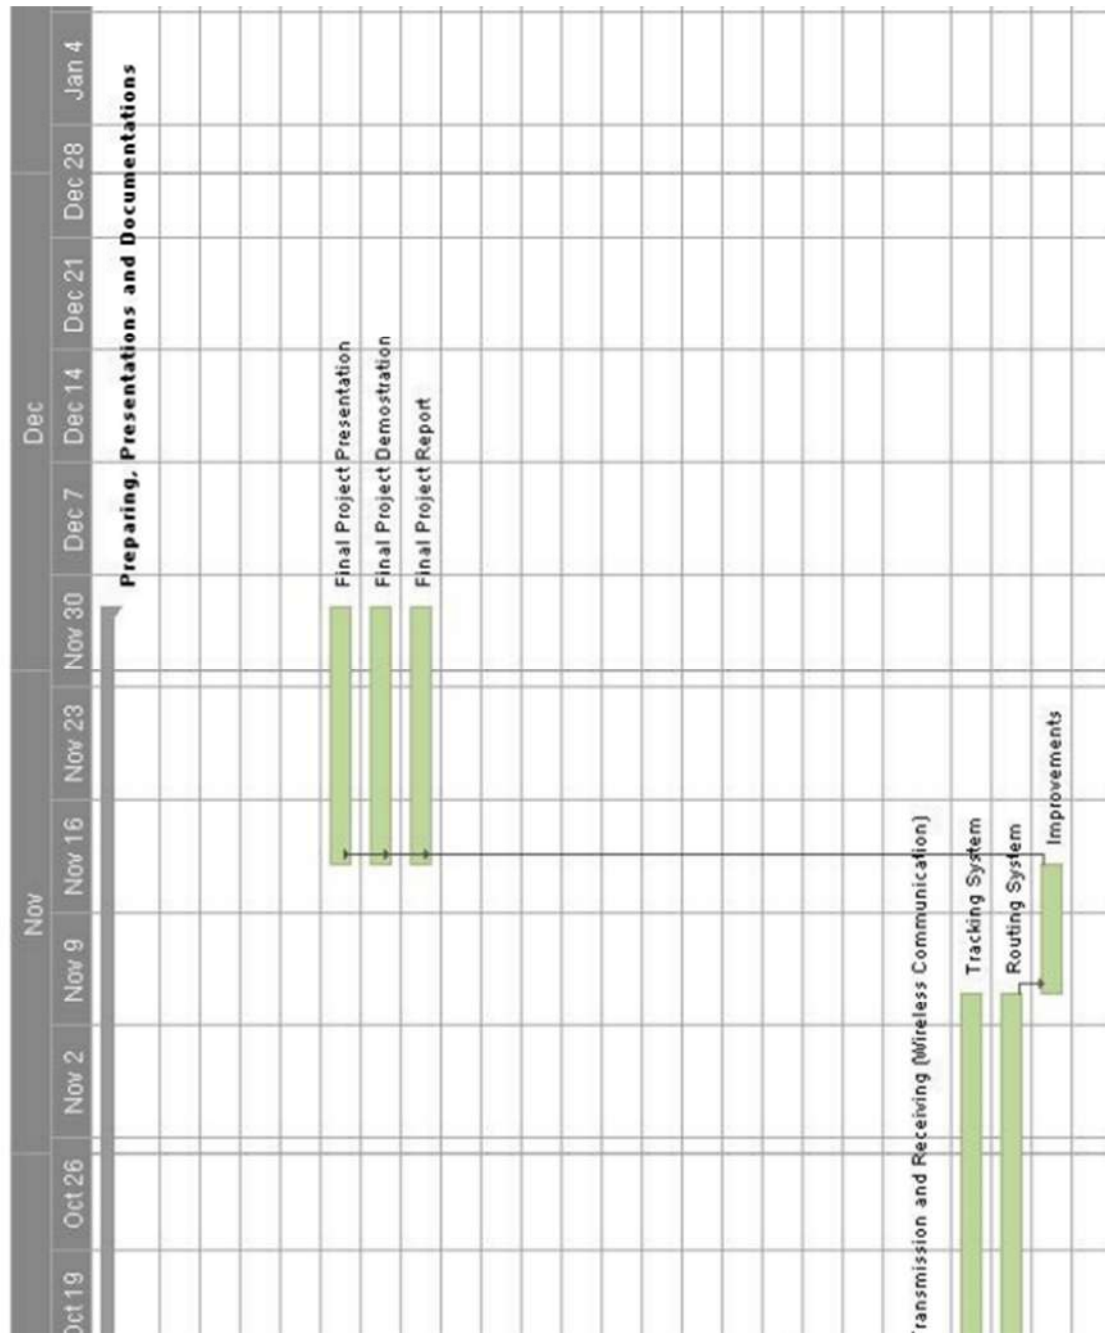 Nov Dec
Oct 19 Oct 26 Nov 2 Nov 9 Nov 16 Nov 23 Nov 30 Dec 7 Dec 14 Dec 21 Dec 28 Jan 4
Preparing, Presentations and Documentations
Final Project Presentation
Final Project Demostration
Final Project Report
Transmission and Receiving (Wireless Communication)
Tracking System
Routing System
Improvements